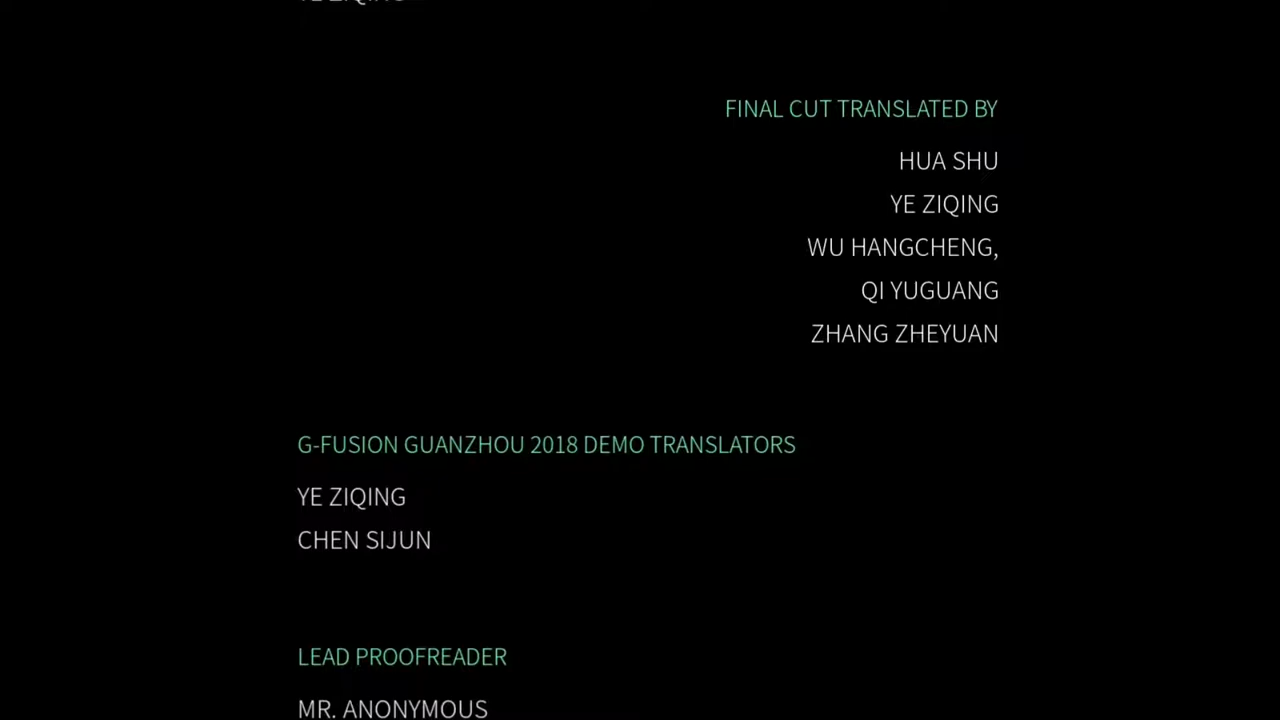 FINAL CUT TRANSLATED BY
HUA SHU
YE ZIQING
WU HANGCHENG,
QI YUGUANG
ZHANG ZHEYUAN
G-FUSION GUANZHOU 2018 DEMO TRANSLATORS
YE ZIQING
CHEN SIJUN
LEAD PROOFREADER
MR. ANONYMOUS